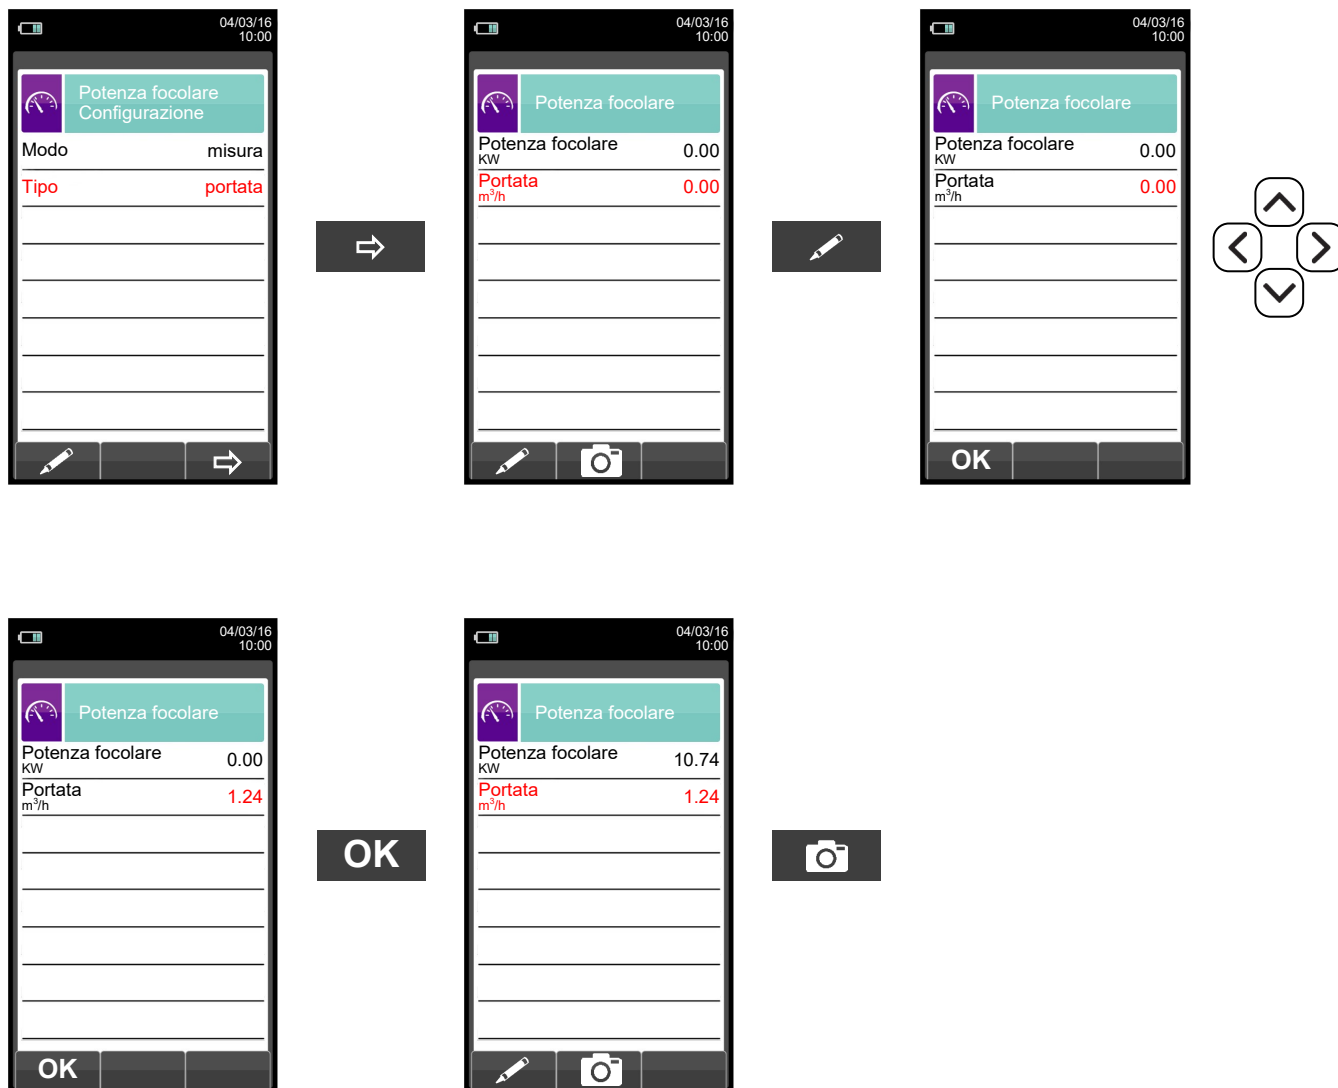 04/03/16
10:00
Potenza focolare
Configurazione
Modo misura
Tipo portata
04/03/16
10:00
Potenza focolare
Potenza focolare 0.00
KW
Portata 0.00
m³/h
04/03/16
10:00
Potenza focolare
Potenza focolare 0.00
KW
Portata 0.00
m³/h
OK
04/03/16
10:00
Potenza focolare
Potenza focolare 0.00
KW
Portata 1.24
m³/h
OK
OK
04/03/16
10:00
Potenza focolare
Potenza focolare 10.74
KW
Portata 1.24
m³/h